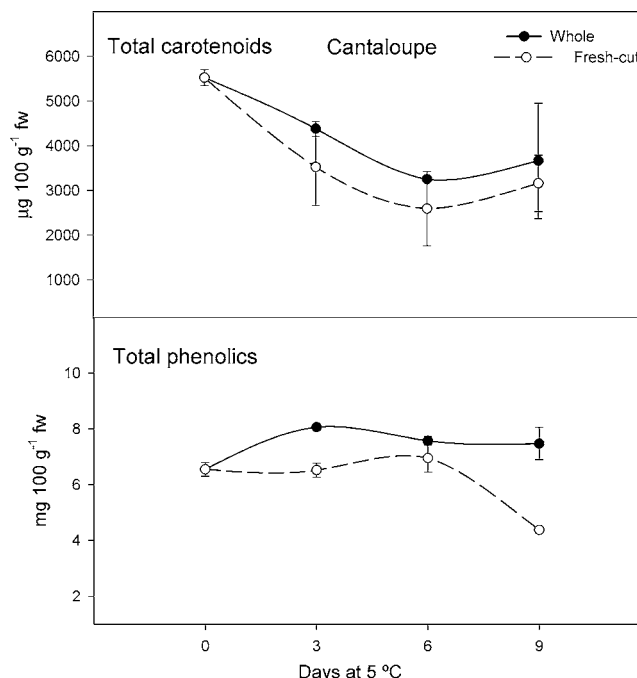 Total carotenoids
Cantaloupe
Whole
Fresh-cut
6000
5000
4000
3000
2000
1000
µg 100 g⁻¹ fw
Total phenolics
10
8
6
4
2
mg 100 g⁻¹ fw
0
3
6
9
Days at 5 ºC